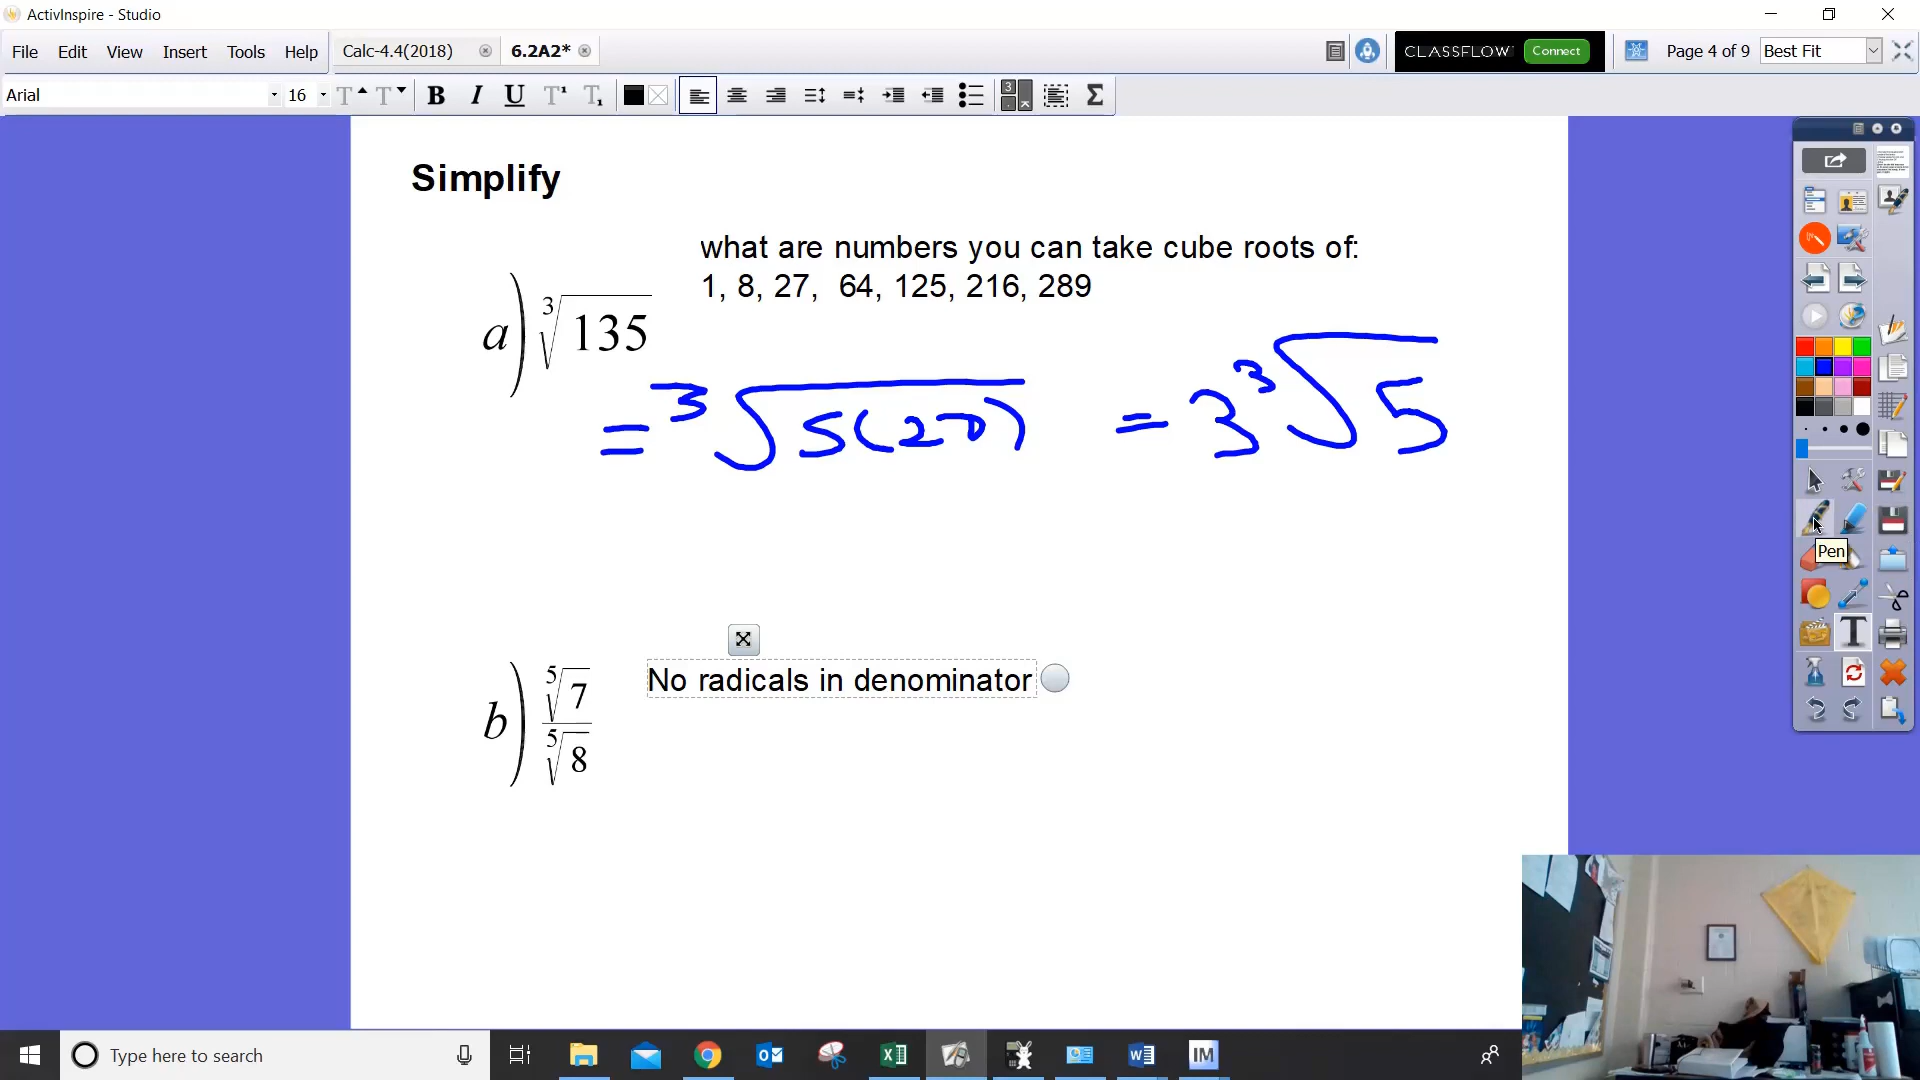 ActivInspire - Studio
File Edit View Insert Tools Help
Calc-4.4(2018)
6.2A2*
CLASSFLOW Connect
Page 4 of 9
Best Fit
Arial
16
B I U
Simplify
what are numbers you can take cube roots of:
1, 8, 27, 64, 125, 216, 289
a) ∛135
= ∛5(27) = 3∛5
Pen
No radicals in denominator
b) ⁵√7 / ⁵√8
Type here to search